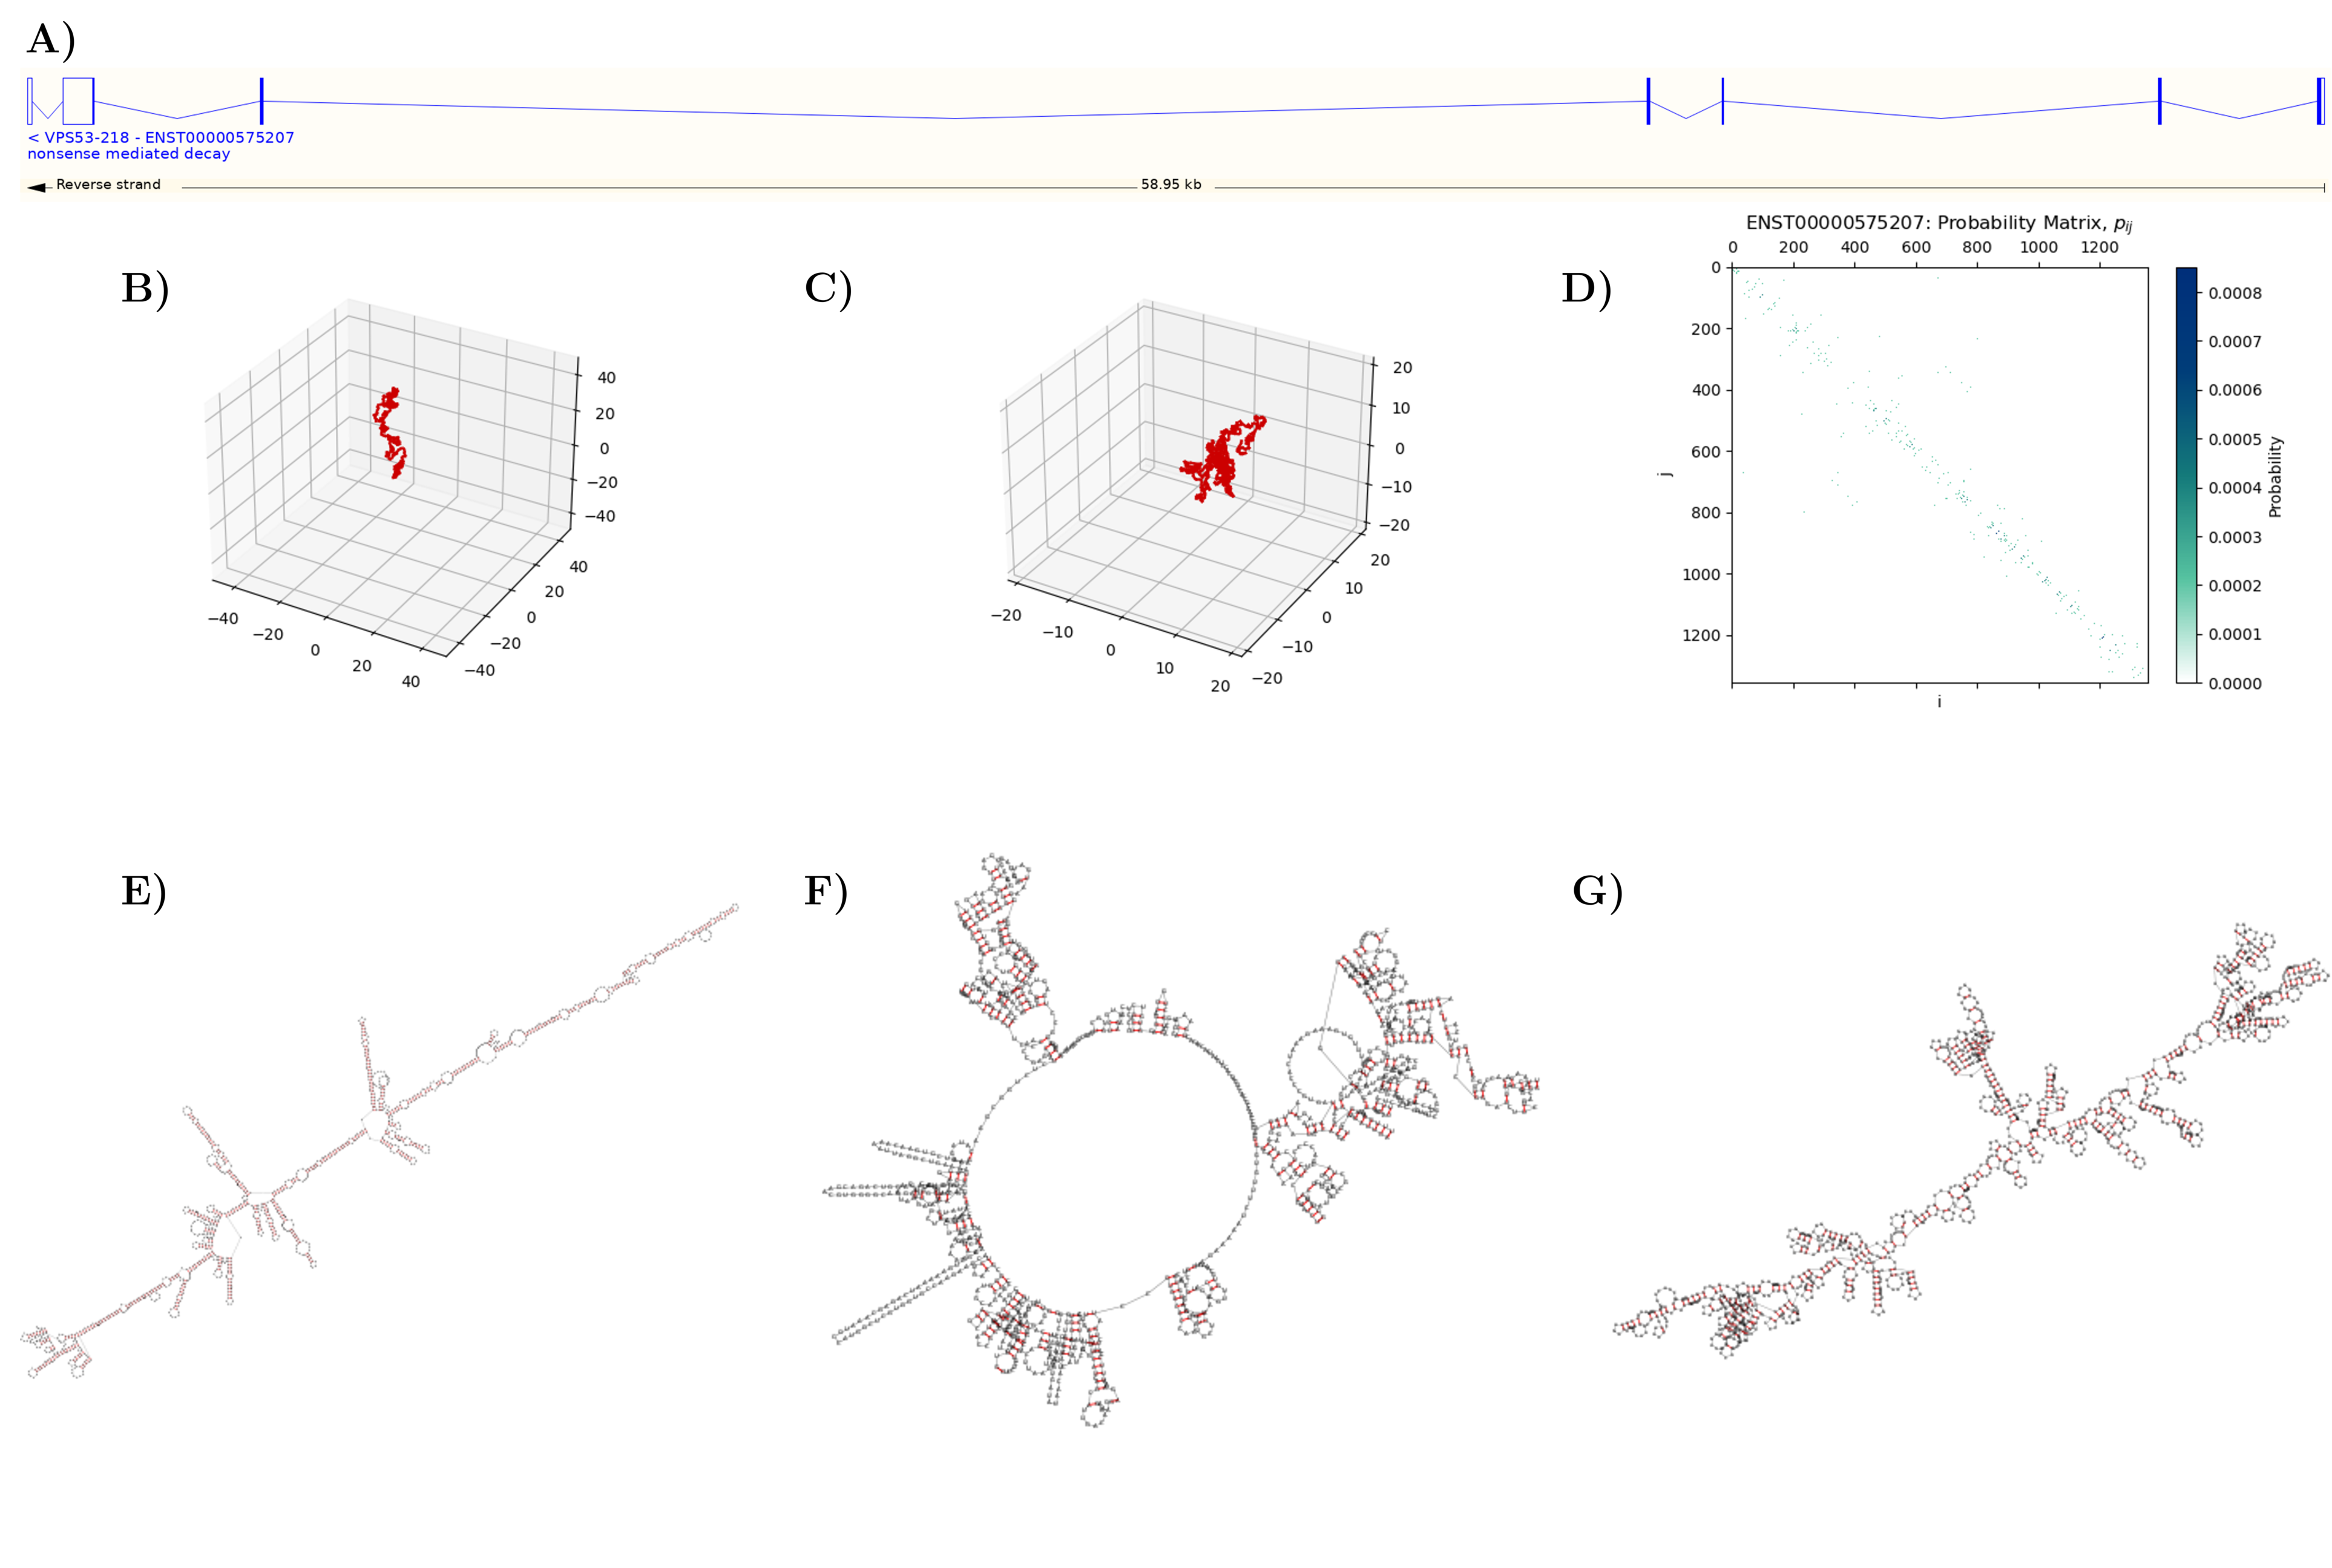 A)
< VPS53-218 - ENST00000575207
nonsense mediated decay
Reverse strand
58.95 kb
B)
40
20
0
−20
−40
40
20
0
−20
−40
−40
−20
0
20
40
C)
20
10
0
−10
−20
20
10
0
−10
−20
−20
−10
0
10
20
D)
ENST00000575207: Probability Matrix, pij
0 200 400 600 800 1000 1200
0
200
400
600
800
1000
1200
j
i
0.0008
0.0007
0.0006
0.0005
0.0004
0.0003
0.0002
0.0001
0.0000
Probability
E)
F)
G)